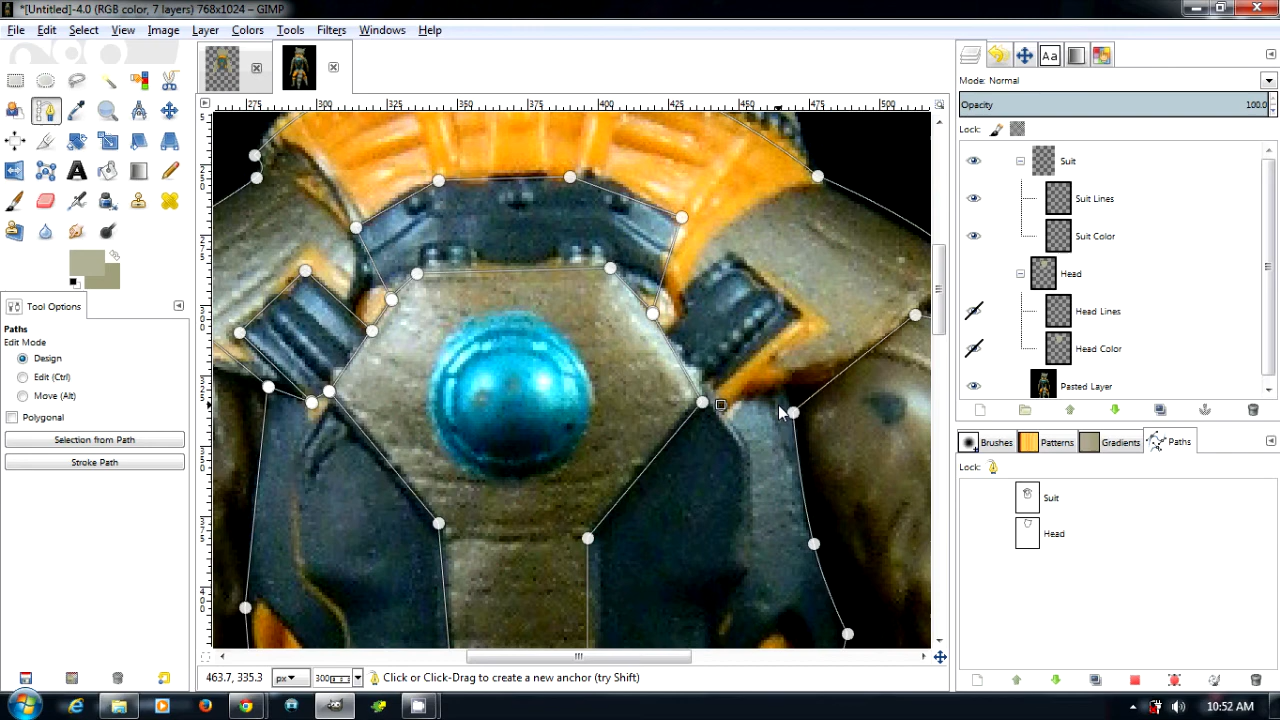 *[Untitled]-4.0 (RGB color, 7 layers) 768x1024 – GIMP
File Edit Select View Image Layer Colors Tools Filters Windows Help
275 300 325 350 375 400 425 450 475 500
Mode: Normal
Opacity 100.0
Lock:
Suit
Suit Lines
Suit Color
Head
Head Lines
Head Color
Pasted Layer
Tool Options
Paths
Edit Mode
Design
Edit (Ctrl)
Move (Alt)
Polygonal
Selection from Path
Stroke Path
Brushes Patterns Gradients Paths
Lock:
Suit
Head
463.7, 335.3 px 300 Click or Click-Drag to create a new anchor (try Shift)
10:52 AM